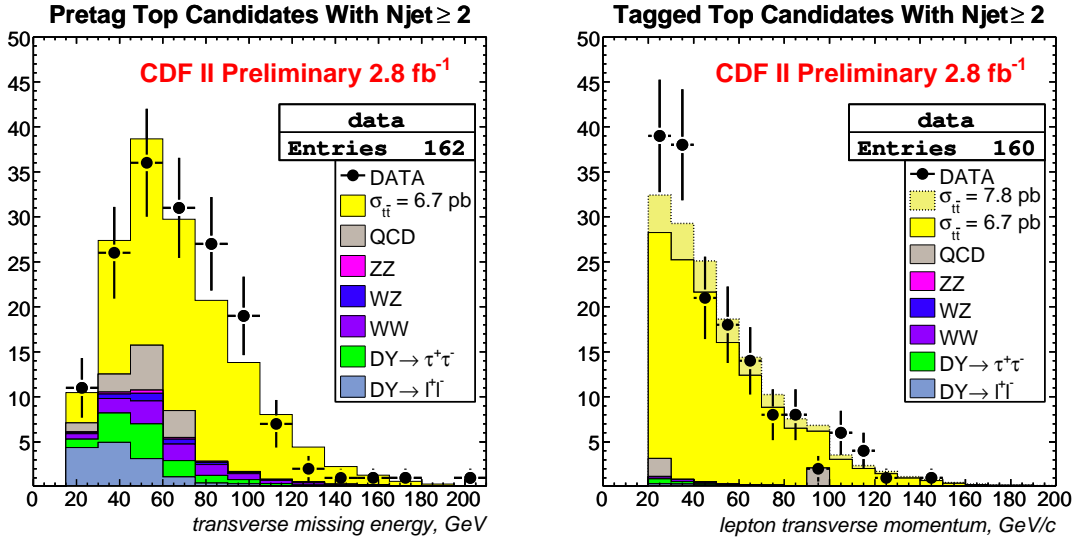 Pretag Top Candidates With Njet ≥ 2
50
45
40
35
30
25
20
15
10
5
CDF II Preliminary 2.8 fb⁻¹
data
Entries 162
DATA
σ_tt̄ = 6.7 pb
QCD
ZZ
WZ
WW
DY→ τ⁺τ⁻
DY→ l⁺l⁻
0 20 40 60 80 100 120 140 160 180 200
transverse missing energy, GeV
Tagged Top Candidates With Njet ≥ 2
50
45
40
35
30
25
20
15
10
5
CDF II Preliminary 2.8 fb⁻¹
data
Entries 160
DATA
σ_tt̄ = 7.8 pb
σ_tt̄ = 6.7 pb
QCD
ZZ
WZ
WW
DY→ τ⁺τ⁻
DY→ l⁺l⁻
0 20 40 60 80 100 120 140 160 180 200
lepton transverse momentum, GeV/c